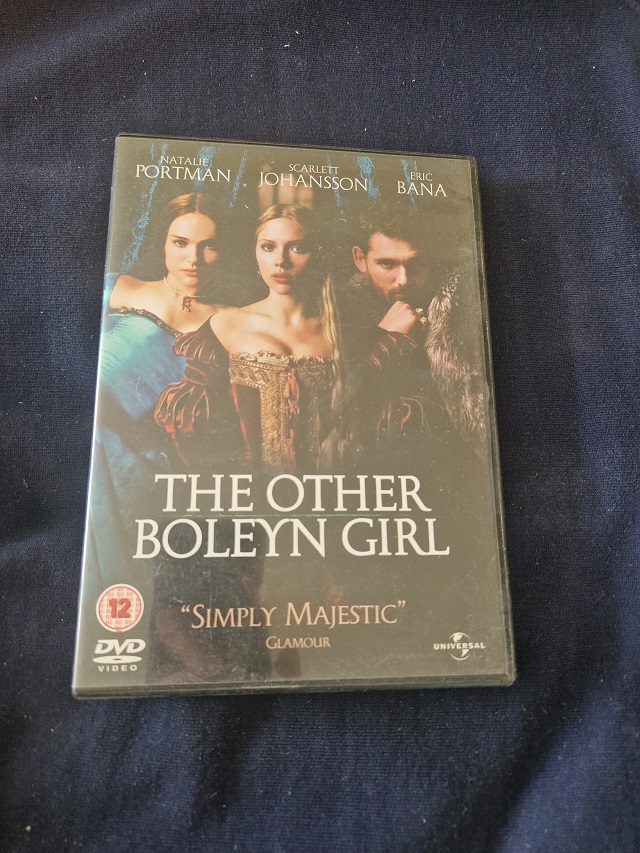 NATALIE PORTMAN
SCARLETT JOHANSSON
ERIC BANA
THE OTHER
BOLEYN GIRL
12
"SIMPLY MAJESTIC"
GLAMOUR
DVD
VIDEO
UNIVERSAL